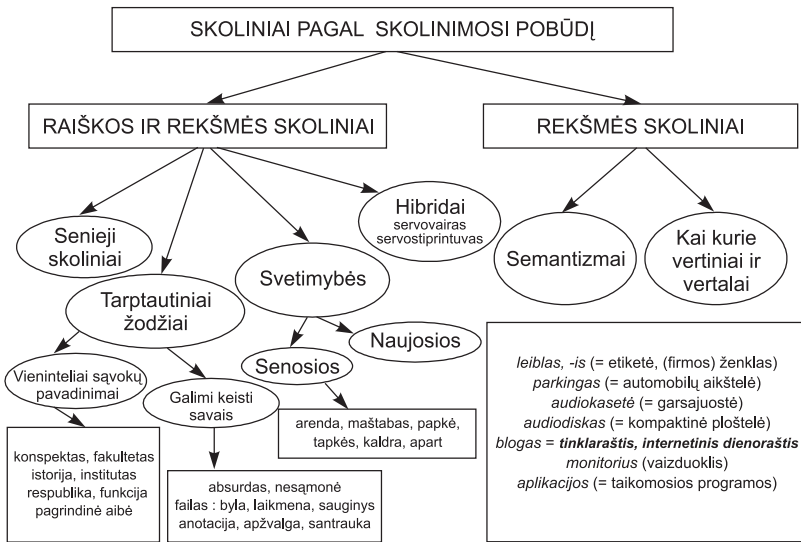 SKOLINIAI PAGAL SKOLINIMOSI POBŪDĮ
RAIŠKOS IR REKŠMĖS SKOLINIAI
REKŠMĖS SKOLINIAI
Senieji
skoliniai
Tarptautiniai
žodžiai
Svetimybės
Hibridai
servovairas
servostiprintuvas
Semantizmai
Kai kurie
vertiniai ir
vertalai
Vieninteliai sąvokų
pavadinimai
Galimi keisti
savais
Senosios
Naujosios
konspektas, fakultetas
istorija, institutas
respublika, funkcija
pagrindinė aibė
absurdas, nesąmonė
failas : byla, laikmena, sauginys
anotacija, apžvalga, santrauka
arenda, maštabas, papkė,
tapkės, kaldra, apart
leiblas, -is (= etiketė, (firmos) ženklas)
parkingas (= automobilų aikštelė)
audiokasetė (= garsajuostė)
audiodiskas (= kompaktinė ploštelė)
blogas = tinklaraštis, internetinis dienoraštis
monitorius (vaizduoklis)
aplikacijos (= taikomosios programos)